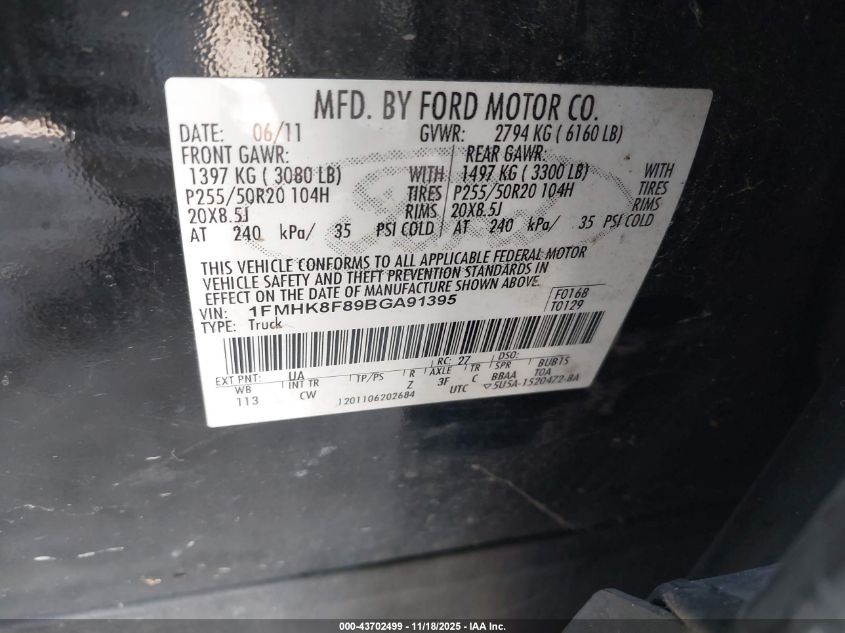 MFD. BY FORD MOTOR CO.
DATE: 06/11 GVWR: 2794 KG ( 6160 LB)
FRONT GAWR: REAR GAWR:
1397 KG ( 3080 LB) WITH 1497 KG ( 3300 LB) WITH
P255/50R20 104H TIRES P255/50R20 104H TIRES
20X8.5J RIMS 20X8.5J RIMS
AT 240 kPa/ 35 PSI COLD AT 240 kPa/ 35 PSI COLD
THIS VEHICLE CONFORMS TO ALL APPLICABLE FEDERAL MOTOR
VEHICLE SAFETY AND THEFT PREVENTION STANDARDS IN
EFFECT ON THE DATE OF MANUFACTURE SHOWN ABOVE.
VIN: 1FMHK8F89BGA91395 F0168
TYPE: Truck T0129
EXT PNT: UA RC: 27 DSO:
WB INT TR TP/PS R AXLE TR SPR BUBTS
113 CW Z 3F C BBAA TOA
1201106202684 UTC ▽5U5A-1520472-BA
000-43702499 - 11/18/2025 - IAA Inc.